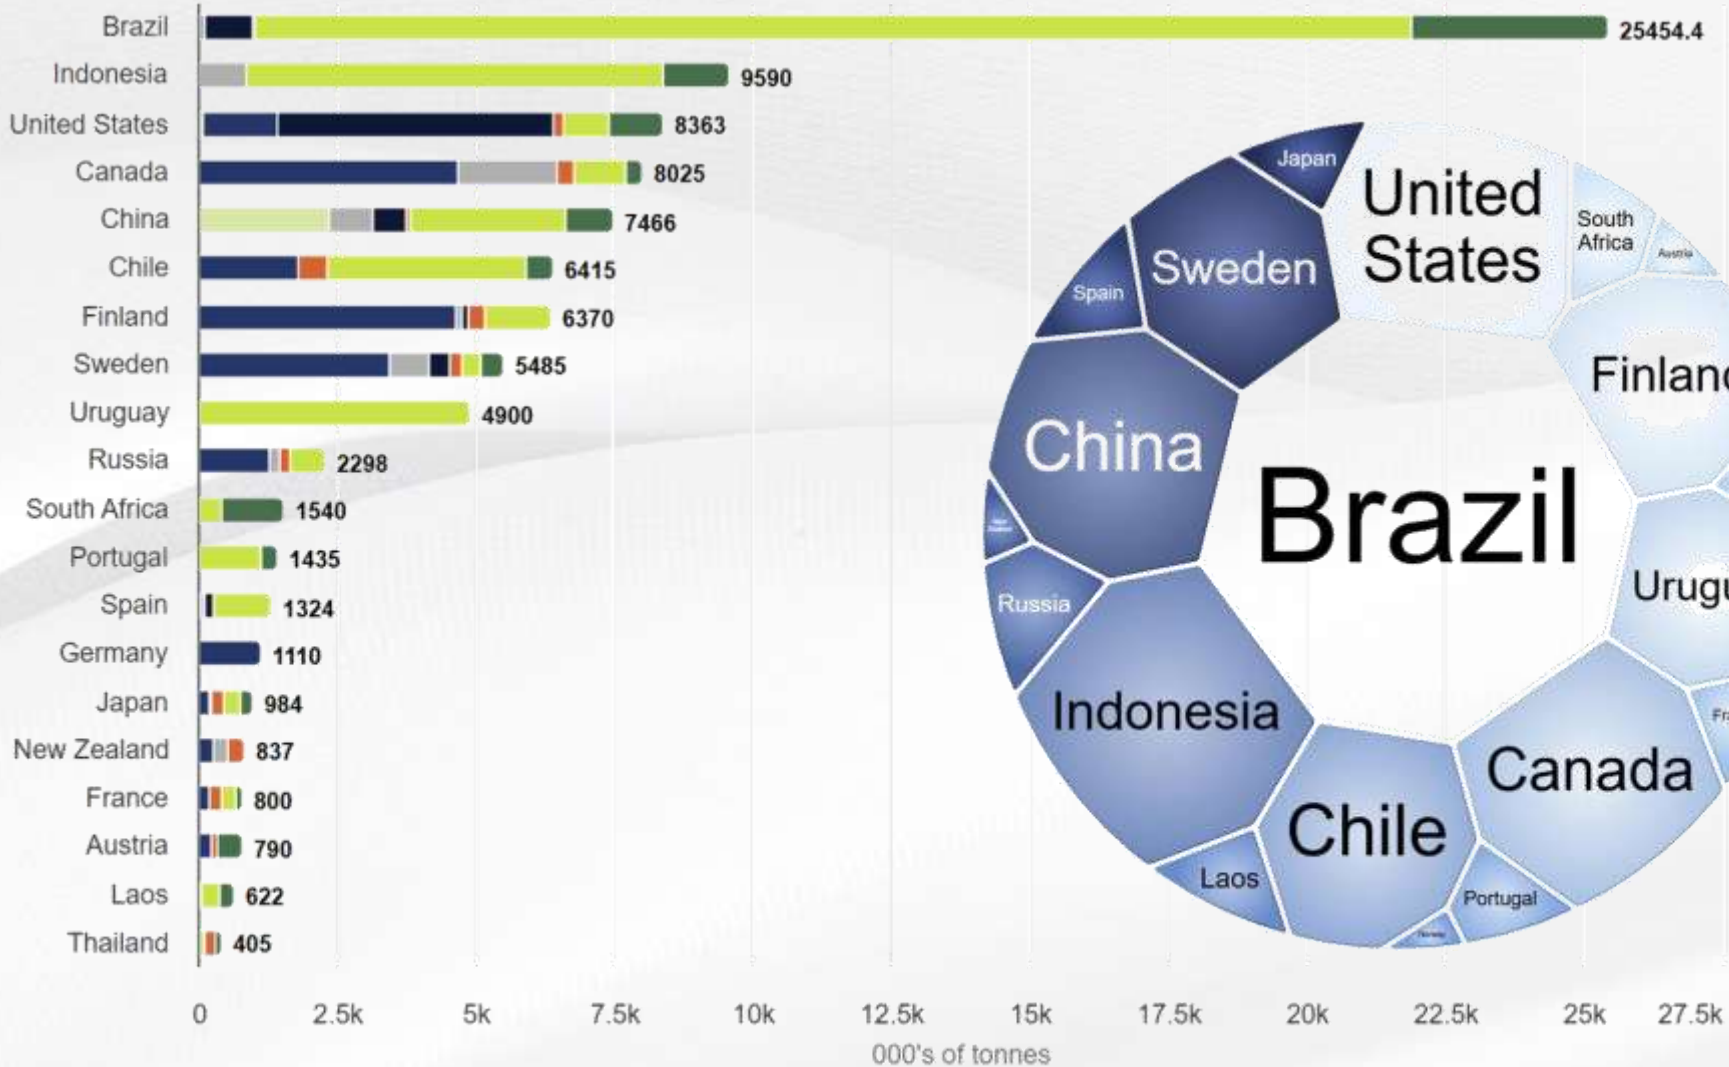 Brazil 25454.4
Indonesia 9590
United States 8363
Canada 8025
China 7466
Chile 6415
Finland 6370
Sweden 5485
Uruguay 4900
Russia 2298
South Africa 1540
Portugal 1435
Spain 1324
Germany 1110
Japan 984
New Zealand 837
France 800
Austria 790
Laos 622
Thailand 405
0 2.5k 5k 7.5k 10k 12.5k 15k 17.5k 20k 22.5k 25k 27.5k
000's of tonnes
Japan
United
States
South
Africa
Austria
Sweden
Spain
Finlan
China
Brazil
Urugu
Russia
Indonesia
Fra
Canada
Chile
Laos
Portugal